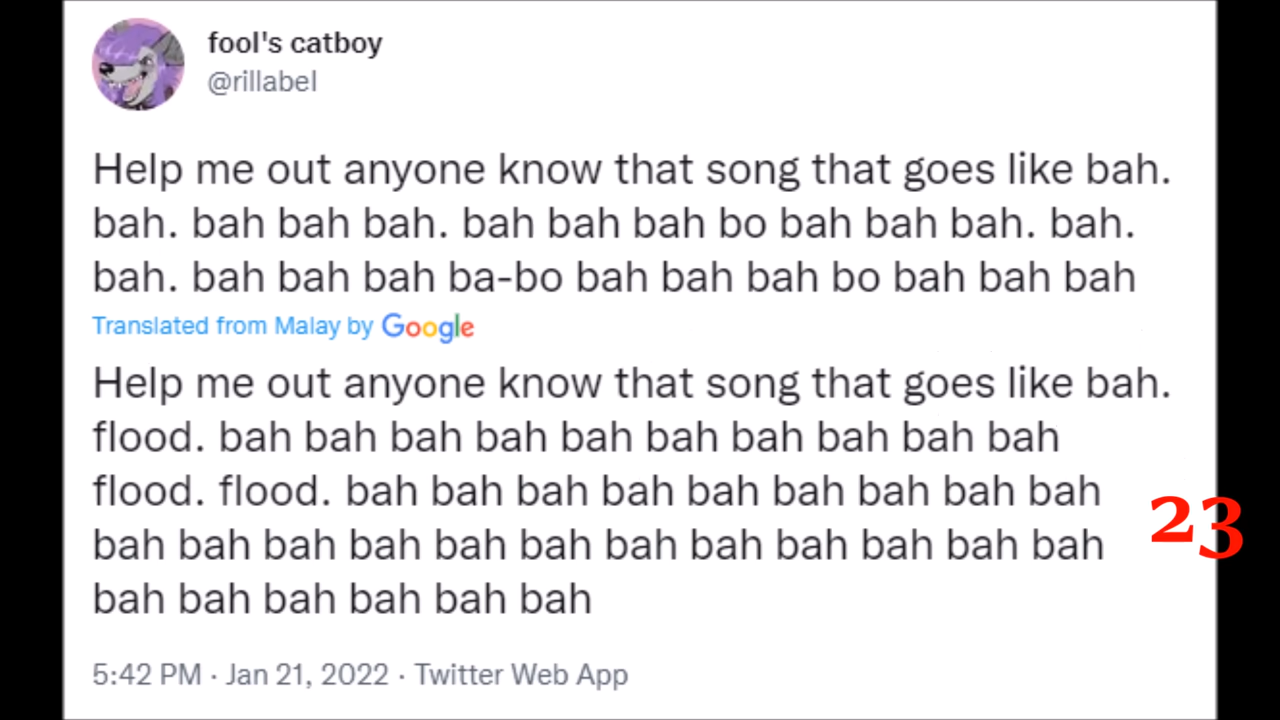 fool's catboy
@rillabel
Help me out anyone know that song that goes like bah.
bah. bah bah bah. bah bah bah bo bah bah bah. bah.
bah. bah bah bah ba-bo bah bah bah bo bah bah bah
Translated from Malay by Google
Help me out anyone know that song that goes like bah.
flood. bah bah bah bah bah bah bah bah bah bah
flood. flood. bah bah bah bah bah bah bah bah bah
bah bah bah bah bah bah bah bah bah bah bah bah
bah bah bah bah bah bah
23
5:42 PM · Jan 21, 2022 · Twitter Web App